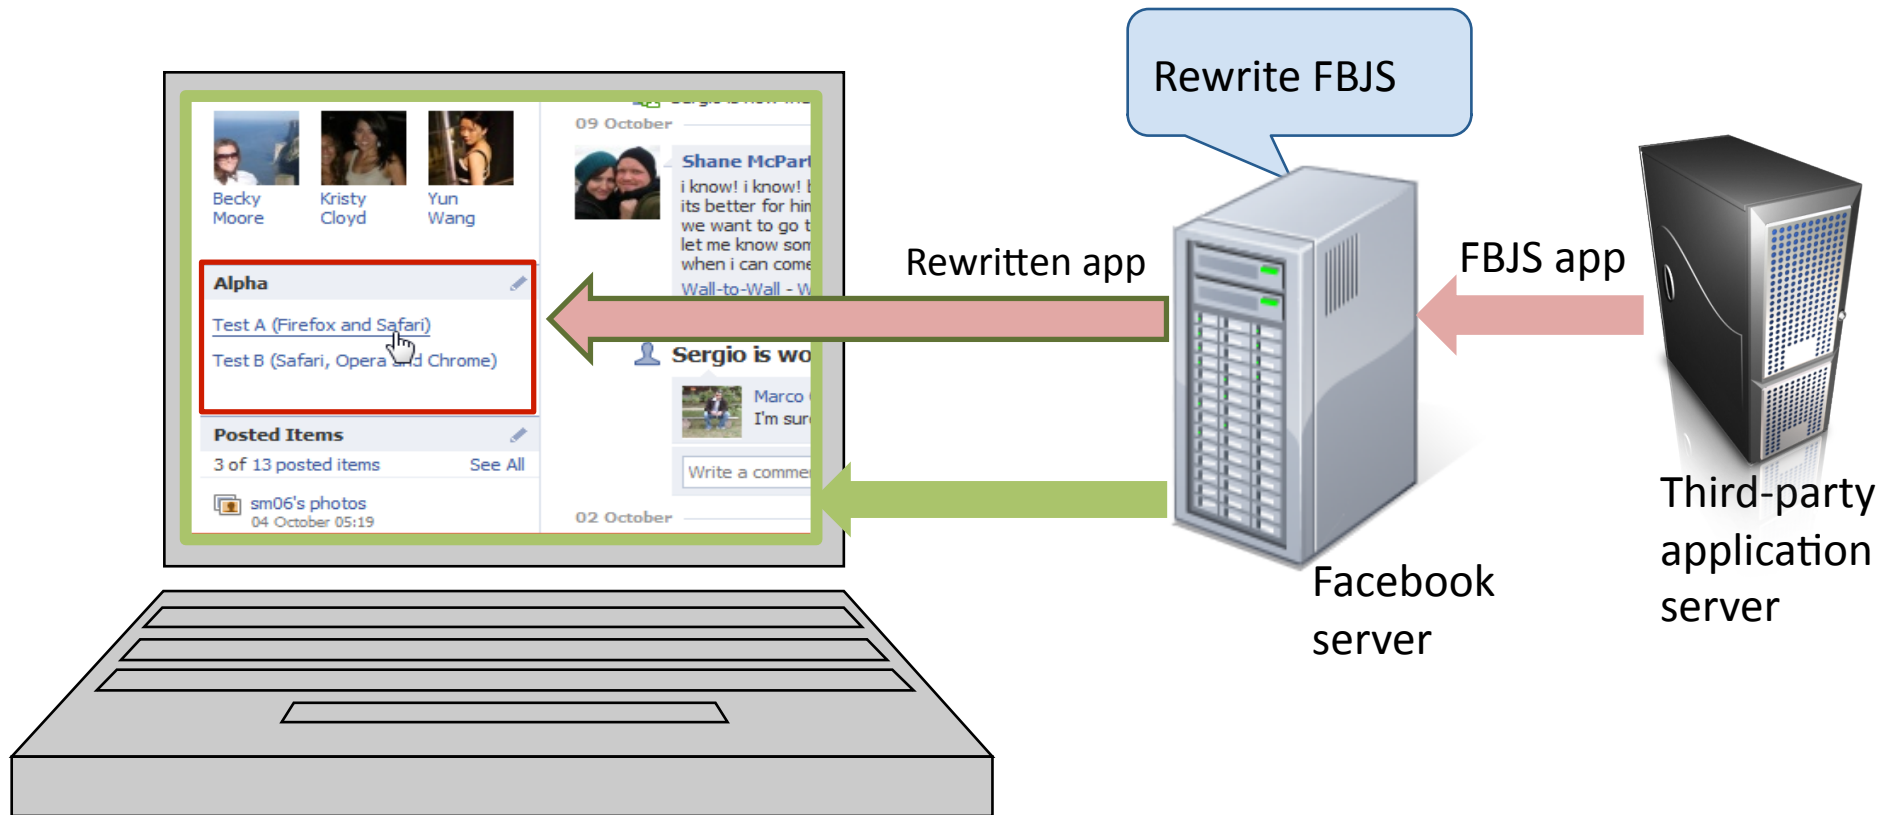 Rewrite FBJS
09 October
Becky
Moore
Kristy
Cloyd
Yun
Wang
Shane McPart
i know! i know!
its better for him
we want to go
let me know som
when i can come
Wall-to-Wall - W
Alpha
Test A (Firefox and Safari)
Test B (Safari, Opera and Chrome)
Sergio is wo
Marco
I'm sur
Write a comme
Posted Items
3 of 13 posted items
See All
sm06's photos
04 October 05:19
02 October
Rewritten app
FBJS app
Facebook
server
Third-party
application
server